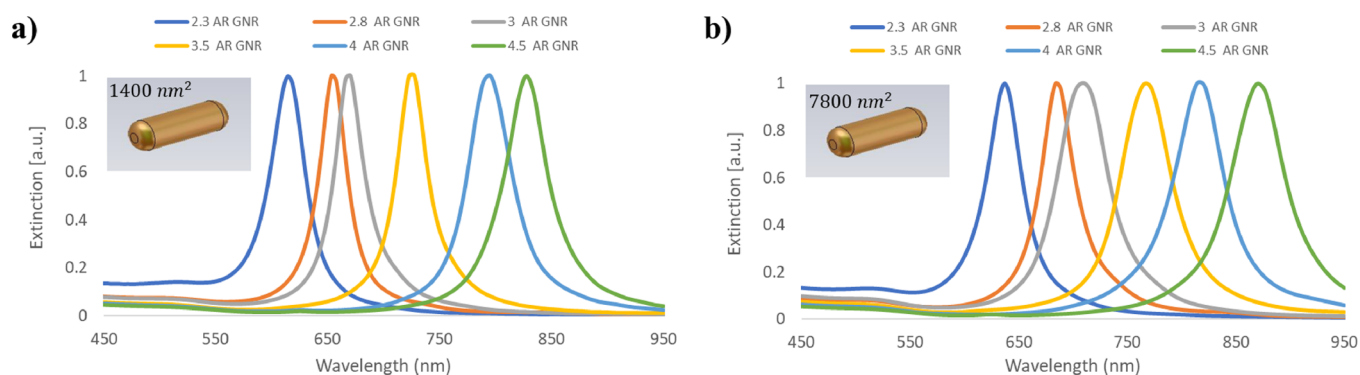 a)
2.3 AR GNR 2.8 AR GNR 3 AR GNR
3.5 AR GNR 4 AR GNR 4.5 AR GNR
1400 nm²
Extinction [a.u.]
1
0.8
0.6
0.4
0.2
0
450 550 650 750 850 950
Wavelength (nm)
b)
2.3 AR GNR 2.8 AR GNR 3 AR GNR
3.5 AR GNR 4 AR GNR 4.5 AR GNR
7800 nm²
Extinction [a.u.]
1
0.8
0.6
0.4
0.2
0
450 550 650 750 850 950
Wavelength (nm)